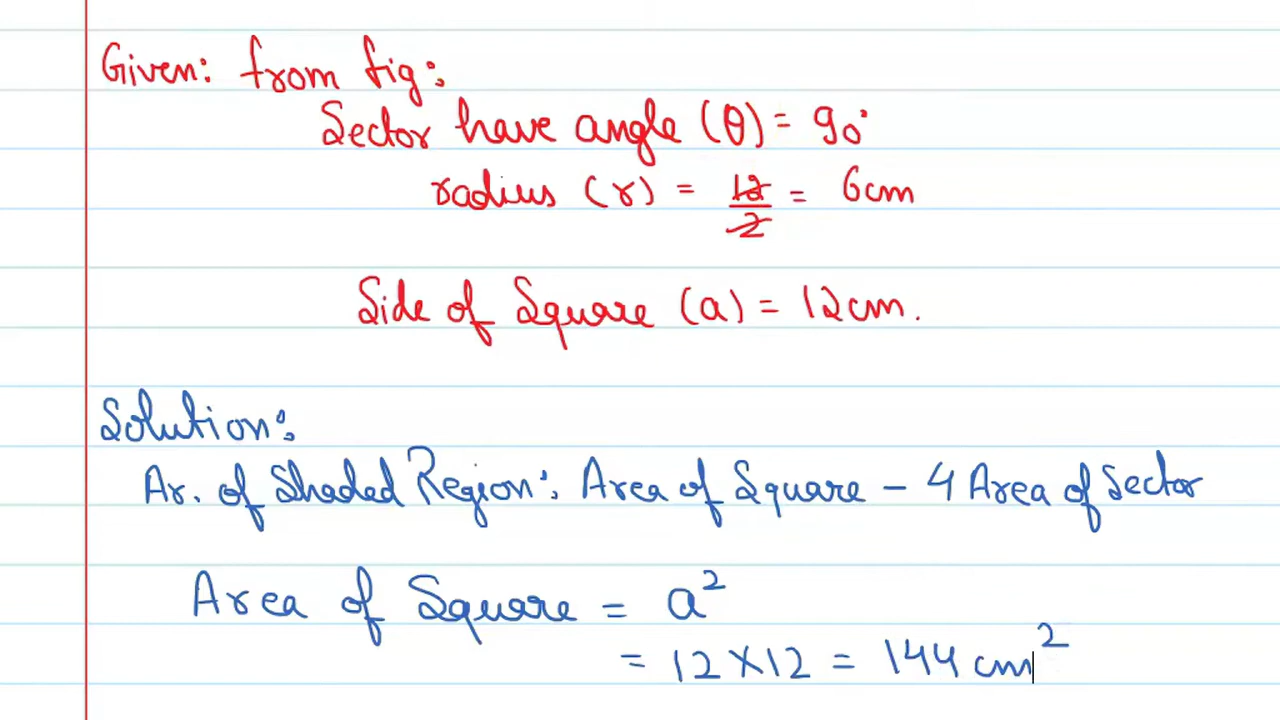 Given: from fig:
Sector have angle (θ) = 90°
radius (r) = 12/2 = 6cm
Side of Square (a) = 12cm.
Solution:
Ar. of Shaded Region: Area of Square - 4 Area of Sector
Area of Square = a²
= 12 × 12 = 144 cm²